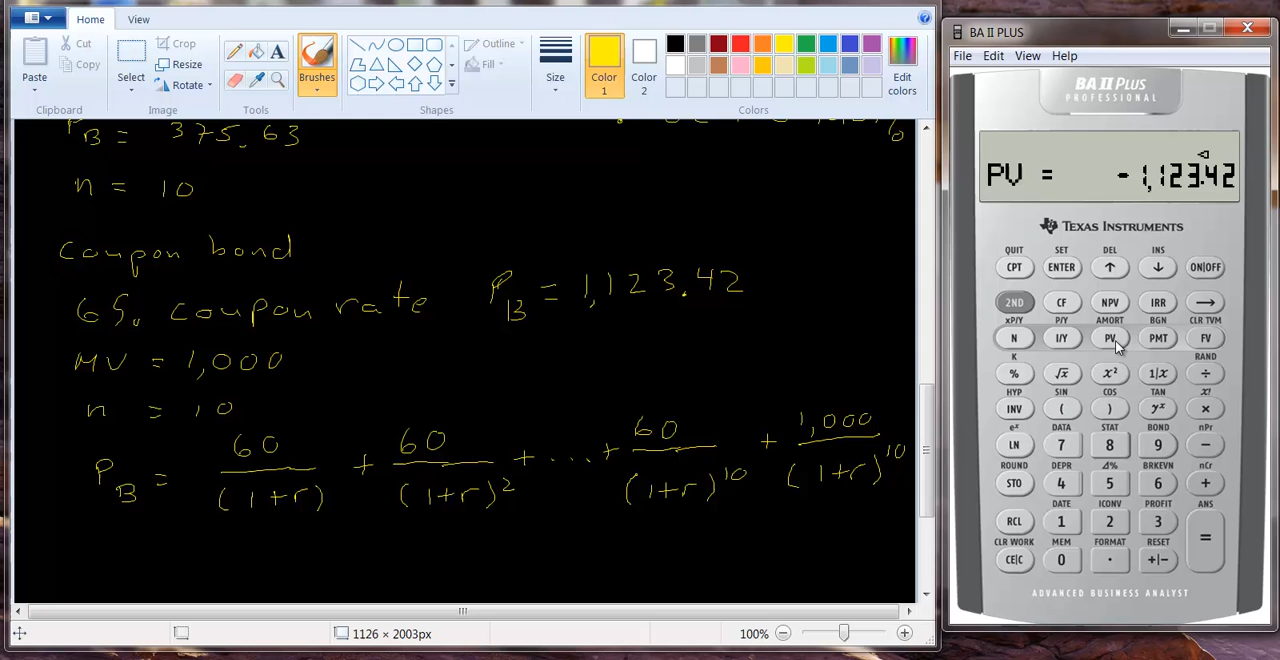 Home View
BA II PLUS
File Edit View Help
Paste
Cut
Copy
Clipboard
Select
Crop
Resize
Rotate
Image
A
Tools
Brushes
Outline
Fill
Shapes
Size
Color 1
Color 2
Edit colors
Colors
BA II PLUS
PROFESSIONAL
PV = -1,123.42
TEXAS INSTRUMENTS
QUIT SET DEL INS
CPT ENTER ↑ ↓ ON|OFF
2ND CF NPV IRR →
xP/Y P/Y AMORT BGN CLR TVM
N I/Y PV PMT FV
K RAND
% √x x² 1/x ÷
HYP SIN COS TAN x!
INV ( ) yˣ ×
eˣ DATA STAT BOND nPr
LN 7 8 9 −
ROUND DEPR Δ% BRKEVN nCr
STO 4 5 6 +
DATE ICONV PROFIT ANS
RCL 1 2 3 =
CLR WORK MEM FORMAT RESET
CE|C 0 . +|−
ADVANCED BUSINESS ANALYST
P_B = 375.63
n = 10
Coupon bond
6%. coupon rate P_B = 1,123.42
MV = 1,000
n = 10
P_B = 60/(1+r) + 60/(1+r)² + .... + 60/(1+r)¹⁰ + 1,000/(1+r)¹⁰
1126 × 2003px 100%